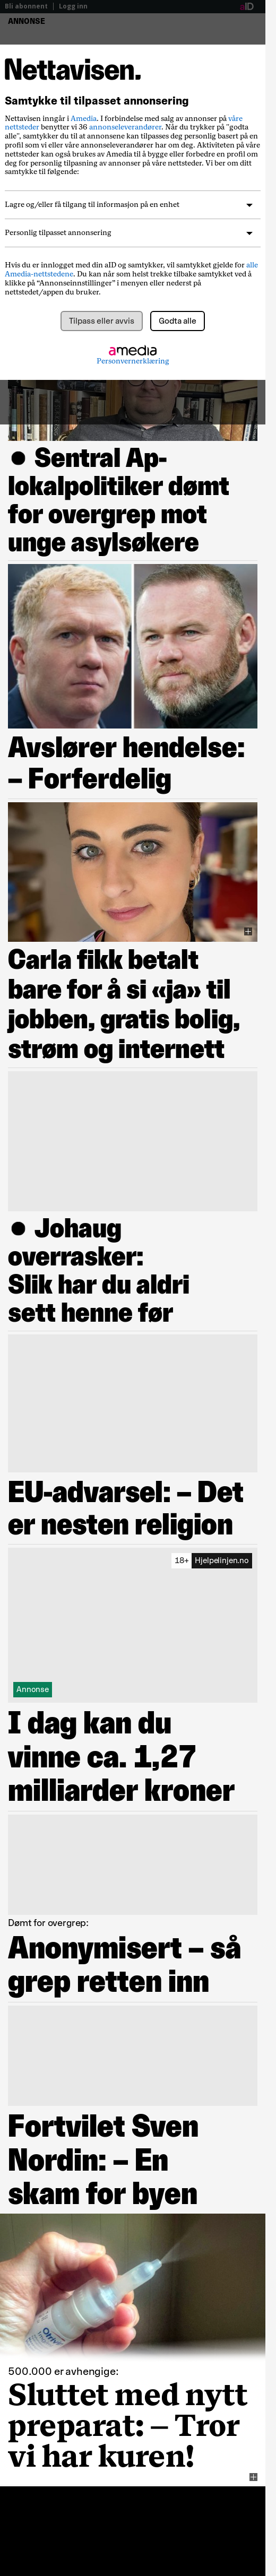 Bli abonnent | Logg inn
aID
ANNONSE
Nettavisen.
Samtykke til tilpasset annonsering
Nettavisen inngår i Amedia. I forbindelse med salg av annonser på våre
nettsteder benytter vi 36 annonseleverandører. Når du trykker på "godta
alle", samtykker du til at annonsene kan tilpasses deg personlig basert på en
profil som vi eller våre annonseleverandører har om deg. Aktiviteten på våre
nettsteder kan også brukes av Amedia til å bygge eller forbedre en profil om
deg for personlig tilpasning av annonser på våre nettsteder. Vi ber om ditt
samtykke til følgende:
Lagre og/eller få tilgang til informasjon på en enhet
Personlig tilpasset annonsering
Hvis du er innlogget med din aID og samtykker, vil samtykket gjelde for alle
Amedia-nettstedene. Du kan når som helst trekke tilbake samtykket ved å
klikke på “Annonseinnstillinger” i menyen eller nederst på
nettstedet/appen du bruker.
Tilpass eller avvis
Godta alle
amedia
Personvernerklæring
● Sentral Ap-
lokalpolitiker dømt
for overgrep mot
unge asylsøkere
Avslører hendelse:
– Forferdelig
Carla fikk betalt
bare for å si «ja» til
jobben, gratis bolig,
strøm og internett
● Johaug
overrasker:
Slik har du aldri
sett henne før
EU-advarsel: – Det
er nesten religion
18+ Hjelpelinjen.no
Annonse
I dag kan du
vinne ca. 1,27
milliarder kroner
Dømt for overgrep:
Anonymisert – så
grep retten inn
Fortvilet Sven
Nordin: – En
skam for byen
Otrivin
500.000 er avhengige:
Sluttet med nytt
preparat: – Tror
vi har kuren!